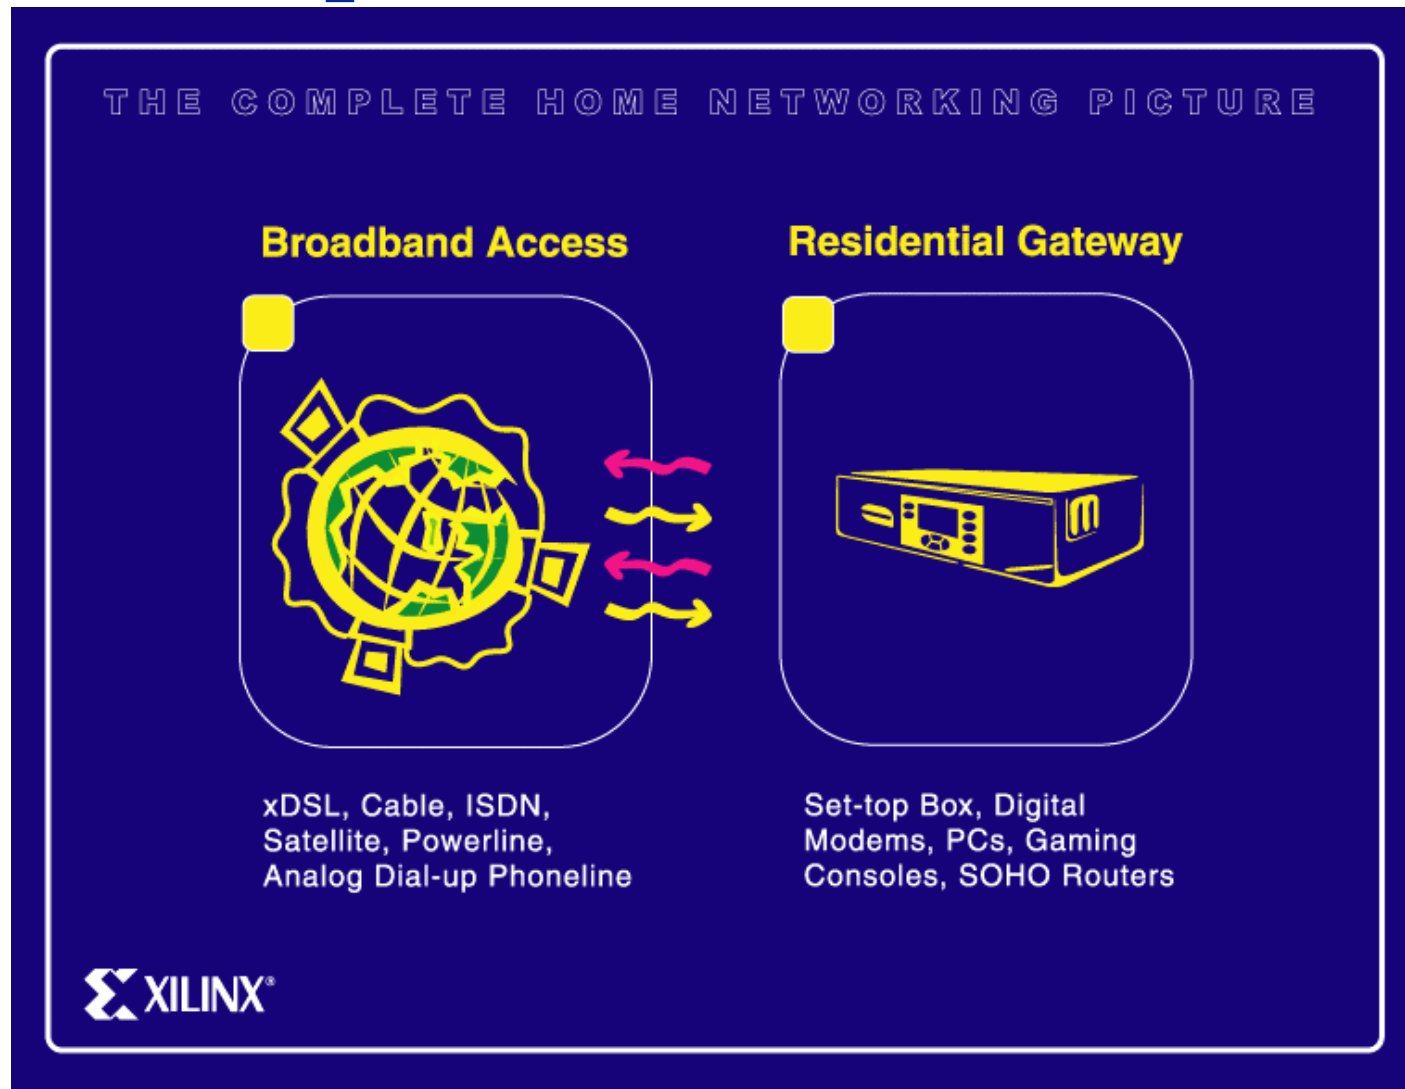 THE COMPLETE HOME NETWORKING PICTURE
Broadband Access
Residential Gateway
xDSL, Cable, ISDN,
Satellite, Powerline,
Analog Dial-up Phoneline
Set-top Box, Digital
Modems, PCs, Gaming
Consoles, SOHO Routers
XILINX®